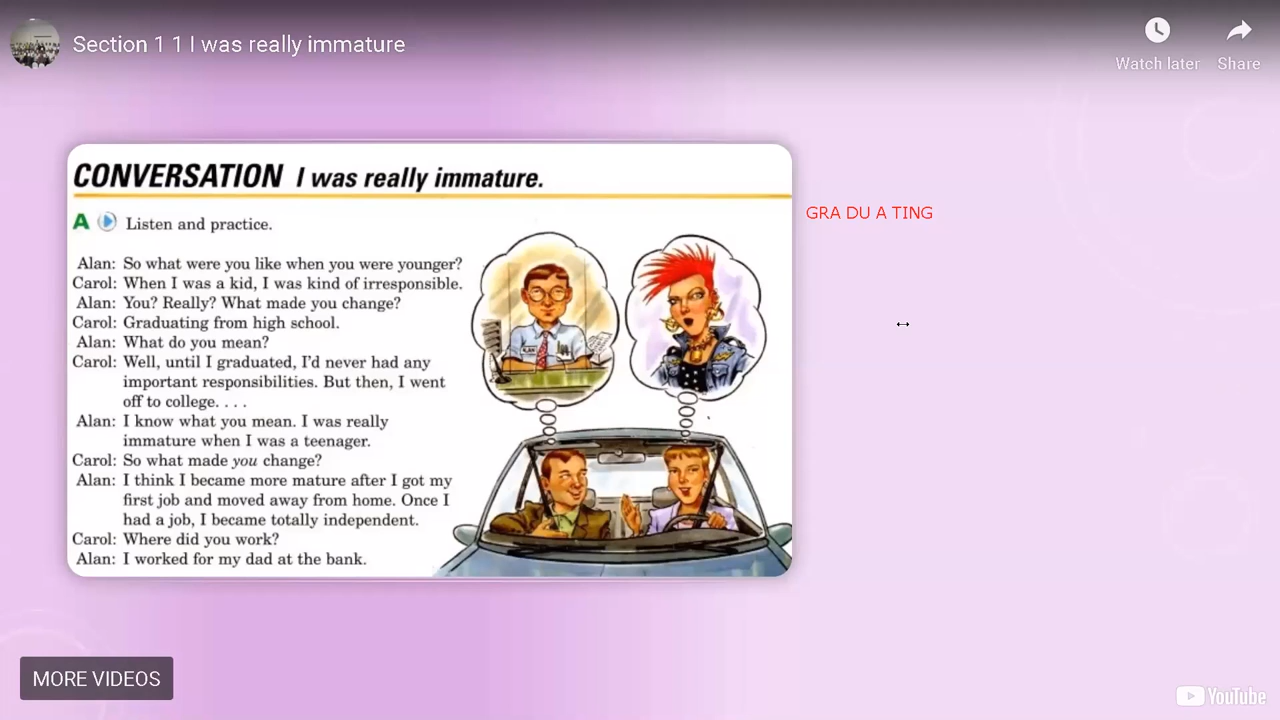 Section 1 1 I was really immature
Watch later
Share
CONVERSATION I was really immature.
A Listen and practice.
Alan: So what were you like when you were younger?
Carol: When I was a kid, I was kind of irresponsible.
Alan: You? Really? What made you change?
Carol: Graduating from high school.
Alan: What do you mean?
Carol: Well, until I graduated, I'd never had any
important responsibilities. But then, I went
off to college. . . .
Alan: I know what you mean. I was really
immature when I was a teenager.
Carol: So what made you change?
Alan: I think I became more mature after I got my
first job and moved away from home. Once I
had a job, I became totally independent.
Carol: Where did you work?
Alan: I worked for my dad at the bank.
ALAN
GRA DU A TING
MORE VIDEOS
YouTube